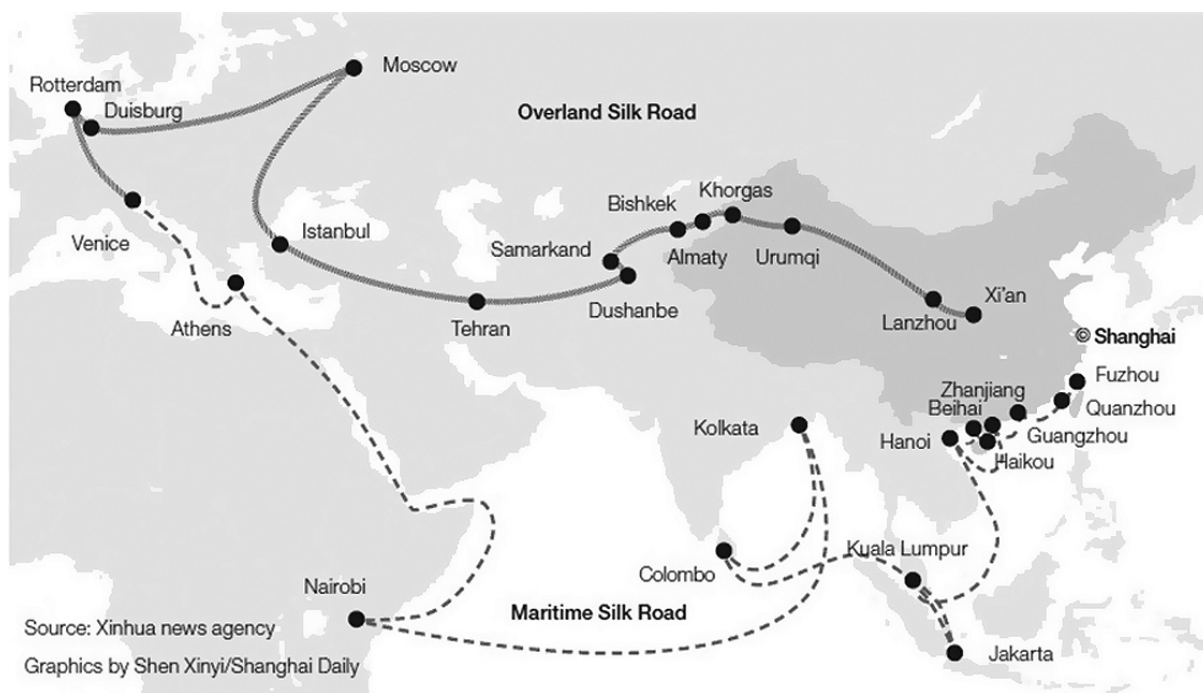 Moscow
Rotterdam
Duisburg
Overland Silk Road
Khorgas
Bishkek
Venice
Istanbul
Samarkand
Almaty
Urumqi
Athens
Tehran
Dushanbe
Lanzhou
Xi'an
© Shanghai
Fuzhou
Zhanjiang
Beihai
Quanzhou
Kolkata
Hanoi
Guangzhou
Haikou
Colombo
Kuala Lumpur
Nairobi
Maritime Silk Road
Jakarta
Source: Xinhua news agency
Graphics by Shen Xinyi/Shanghai Daily